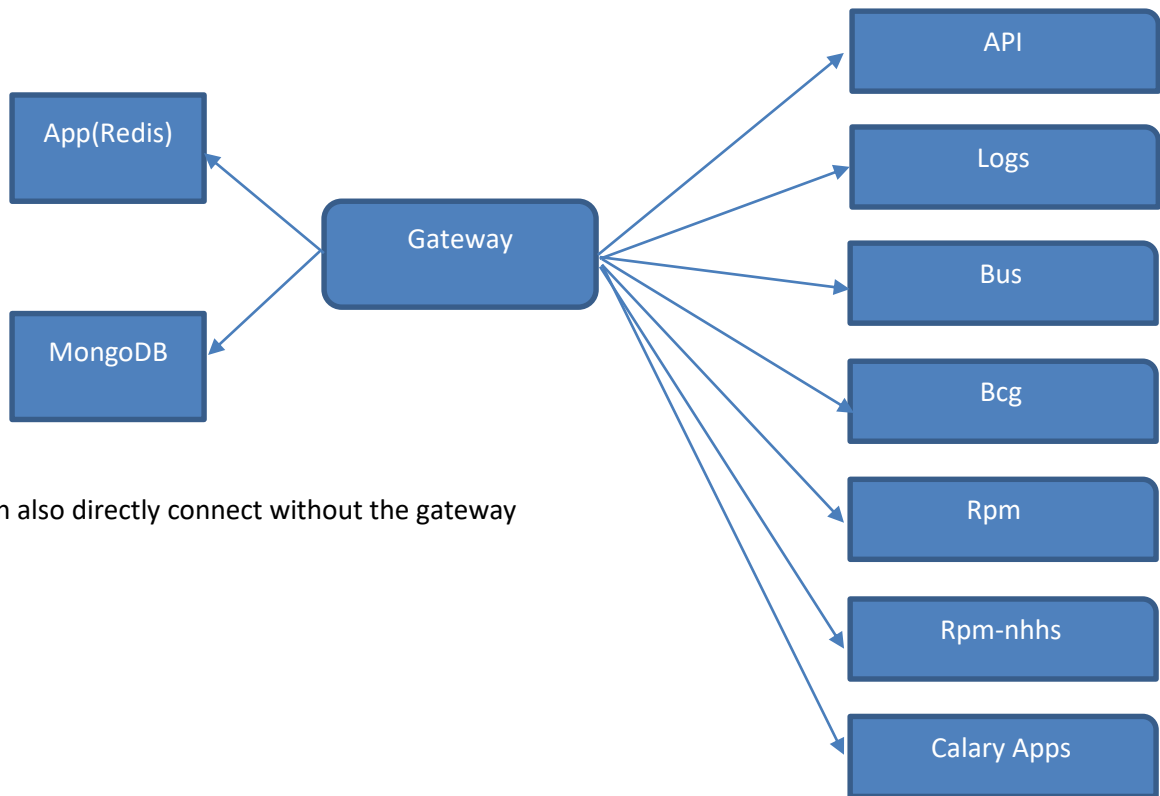 API
App(Redis)
Logs
Gateway
Bus
MongoDB
Bcg
also directly connect without the gateway
Rpm
Rpm-nhhs
Calary Apps